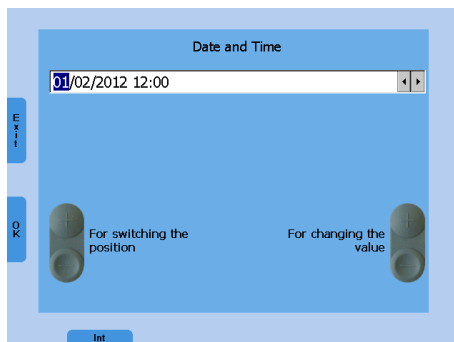 Date and Time
01/02/2012 12:00
Exit
OK
For switching the
position
For changing the
value
Int